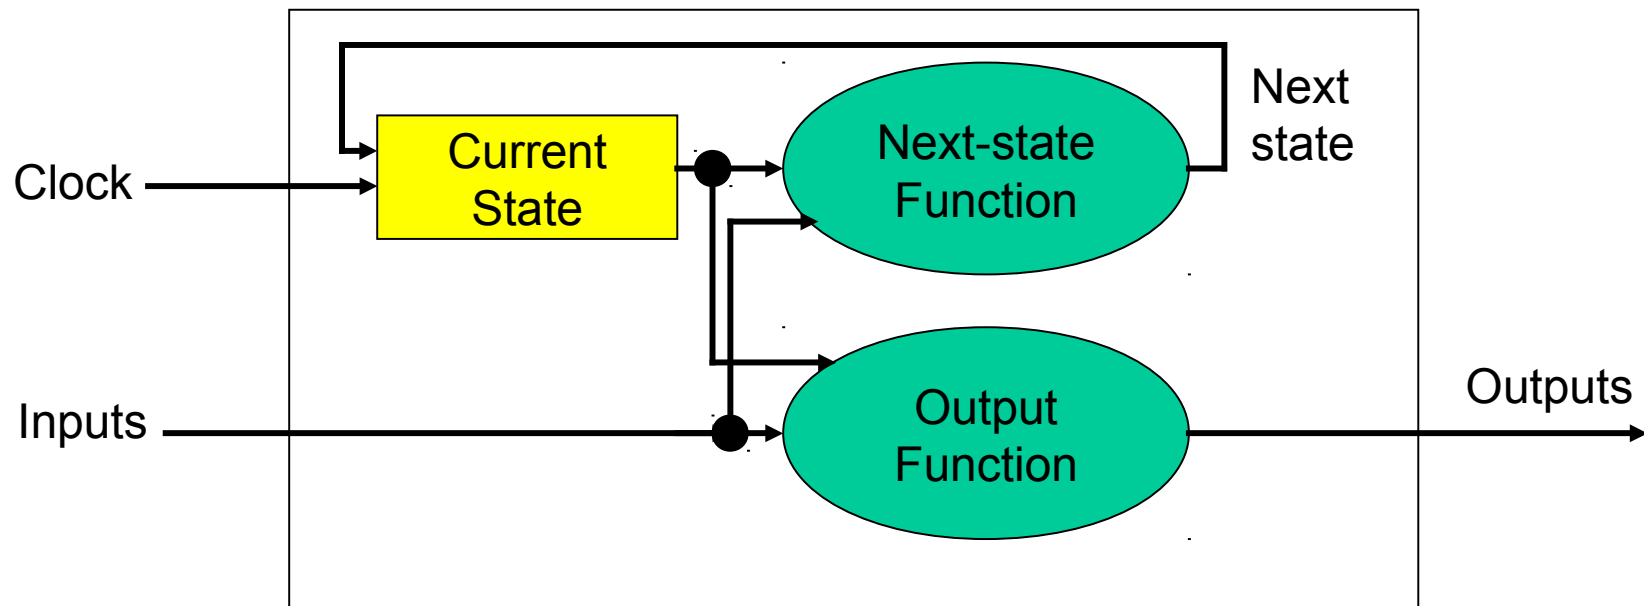 Next
state
Current
State
Next-state
Function
Clock
Inputs
Output
Function
Outputs